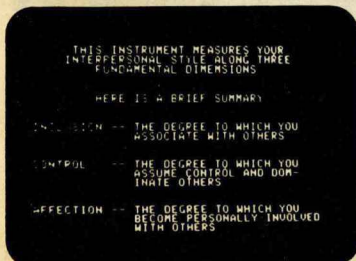 THIS INSTRUMENT MEASURES YOUR
INTERPERSONAL STYLE ALONG THREE
FUNDAMENTAL DIMENSIONS
HERE IS A BRIEF SUMMARY
INCLUSION -- THE DEGREE TO WHICH YOU
ASSOCIATE WITH OTHERS
CONTROL -- THE DEGREE TO WHICH YOU
ASSUME CONTROL AND DOM-
INATE OTHERS
AFFECTION -- THE DEGREE TO WHICH YOU
BECOME PERSONALLY INVOLVED
WITH OTHERS